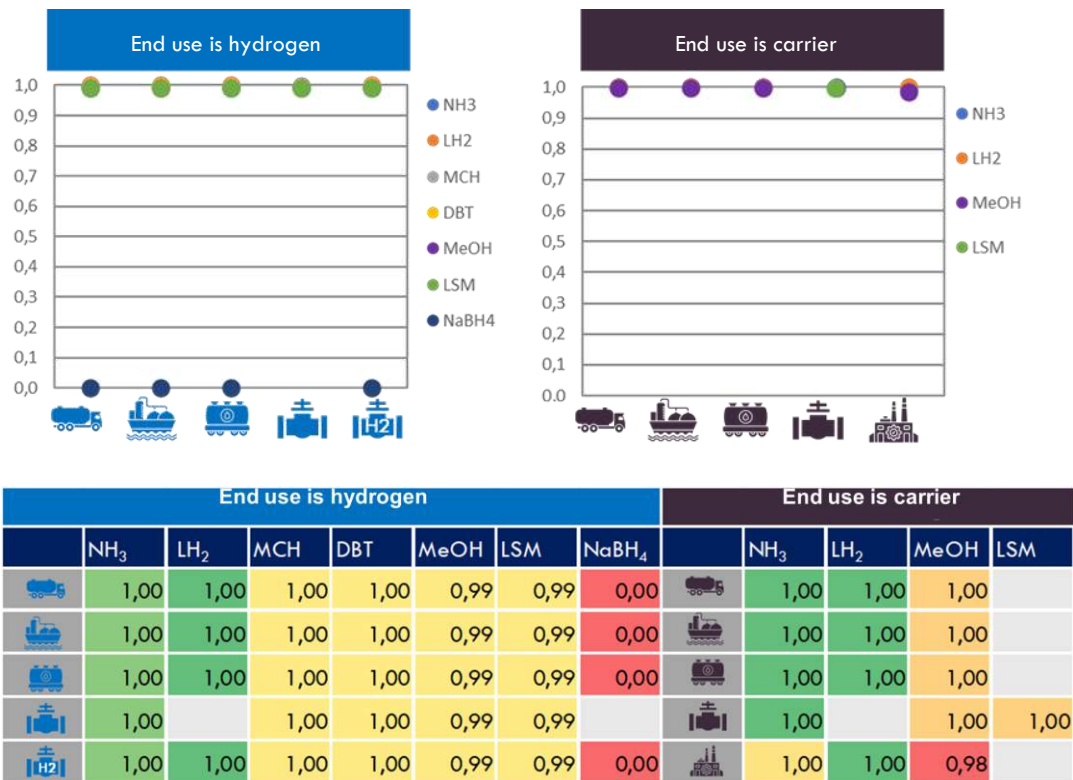 End use is hydrogen
1,0
0,9
0,8
0,7
0,6
0,5
0,4
0,3
0,2
0,1
0,0
NH3
LH2
MCH
DBT
MeOH
LSM
NaBH4
H2
End use is carrier
1,0
0,9
0,8
0,7
0,6
0,5
0,4
0,3
0,2
0,1
0.0
NH3
LH2
MeOH
LSM
End use is hydrogen End use is carrier
NH₃ LH₂ MCH DBT MeOH LSM NaBH₄ NH₃ LH₂ MeOH LSM
1,00 1,00 1,00 1,00 0,99 0,99 0,00 1,00 1,00 1,00
1,00 1,00 1,00 1,00 0,99 0,99 0,00 1,00 1,00 1,00
1,00 1,00 1,00 1,00 0,99 0,99 0,00 1,00 1,00 1,00
1,00 1,00 1,00 0,99 0,99 1,00 1,00 1,00
H2 1,00 1,00 1,00 1,00 0,99 0,99 0,00 1,00 1,00 0,98